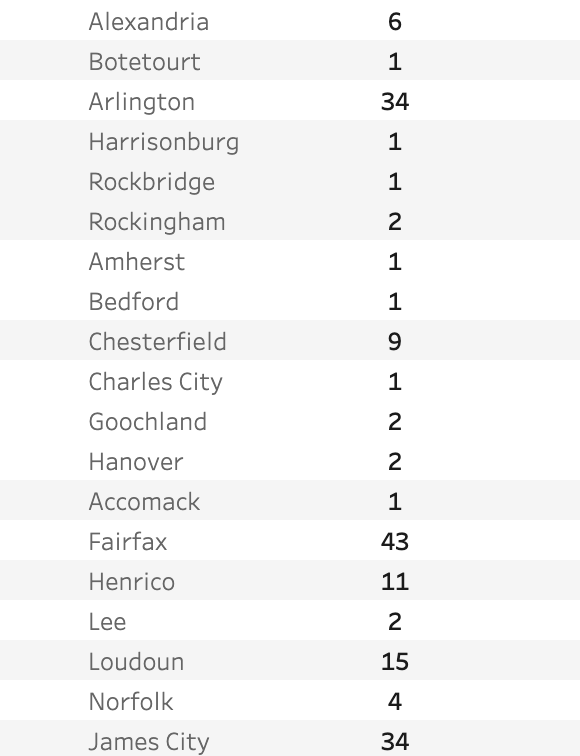 Alexandria 6
Botetourt 1
Arlington 34
Harrisonburg 1
Rockbridge 1
Rockingham 2
Amherst 1
Bedford 1
Chesterfield 9
Charles City 1
Goochland 2
Hanover 2
Accomack 1
Fairfax 43
Henrico 11
Lee 2
Loudoun 15
Norfolk 4
James City 34